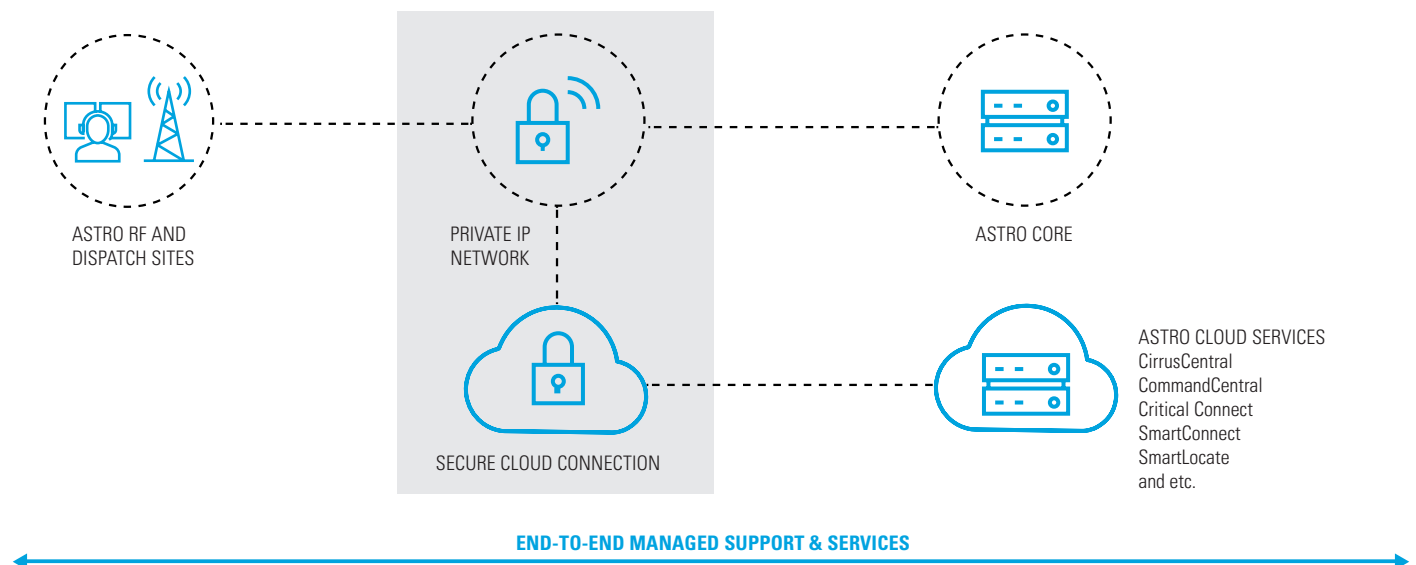 ASTRO RF AND
DISPATCH SITES
PRIVATE IP
NETWORK
ASTRO CORE
SECURE CLOUD CONNECTION
ASTRO CLOUD SERVICES
CirrusCentral
CommandCentral
Critical Connect
SmartConnect
SmartLocate
and etc.
END-TO-END MANAGED SUPPORT & SERVICES